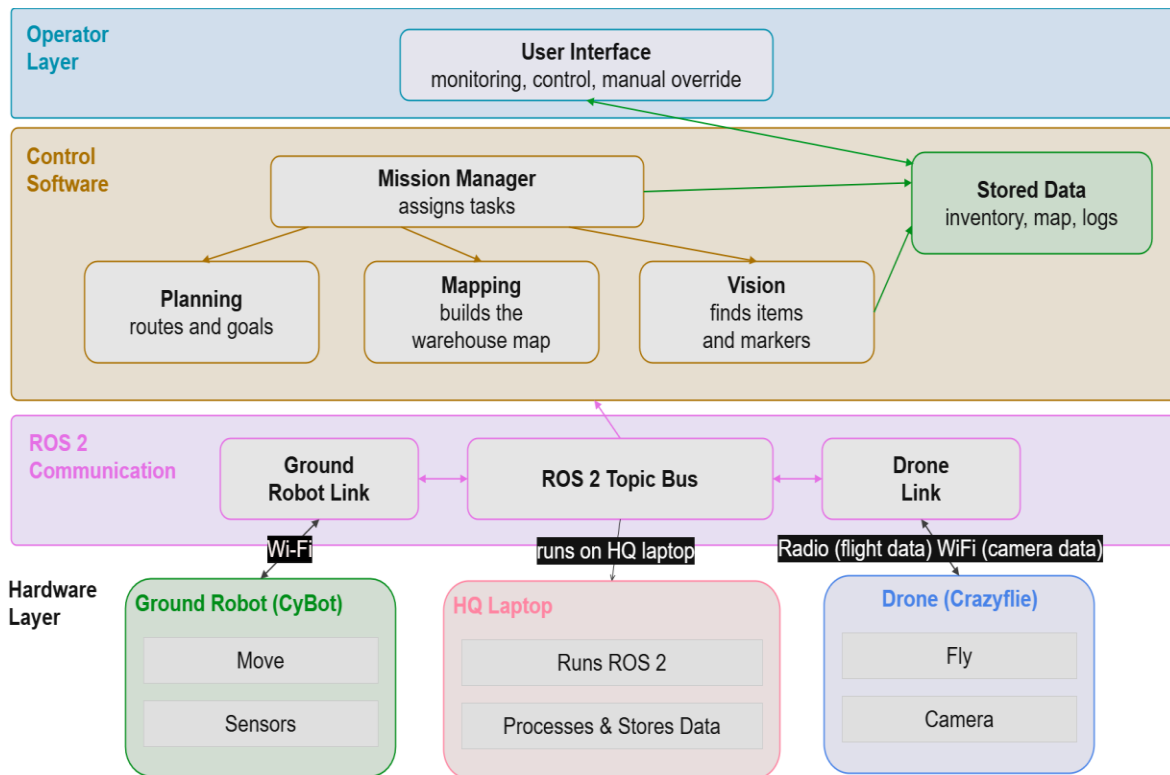 Operator
Layer
User Interface
monitoring, control, manual override
Control
Software
Mission Manager
assigns tasks
Stored Data
inventory, map, logs
Planning
routes and goals
Mapping
builds the
warehouse map
Vision
finds items
and markers
ROS 2
Communication
Ground
Robot Link
ROS 2 Topic Bus
Drone
Link
Wi-Fi
runs on HQ laptop
Radio (flight data) WiFi (camera data)
Hardware
Layer
Ground Robot (CyBot)
Move
Sensors
HQ Laptop
Runs ROS 2
Processes & Stores Data
Drone (Crazyflie)
Fly
Camera